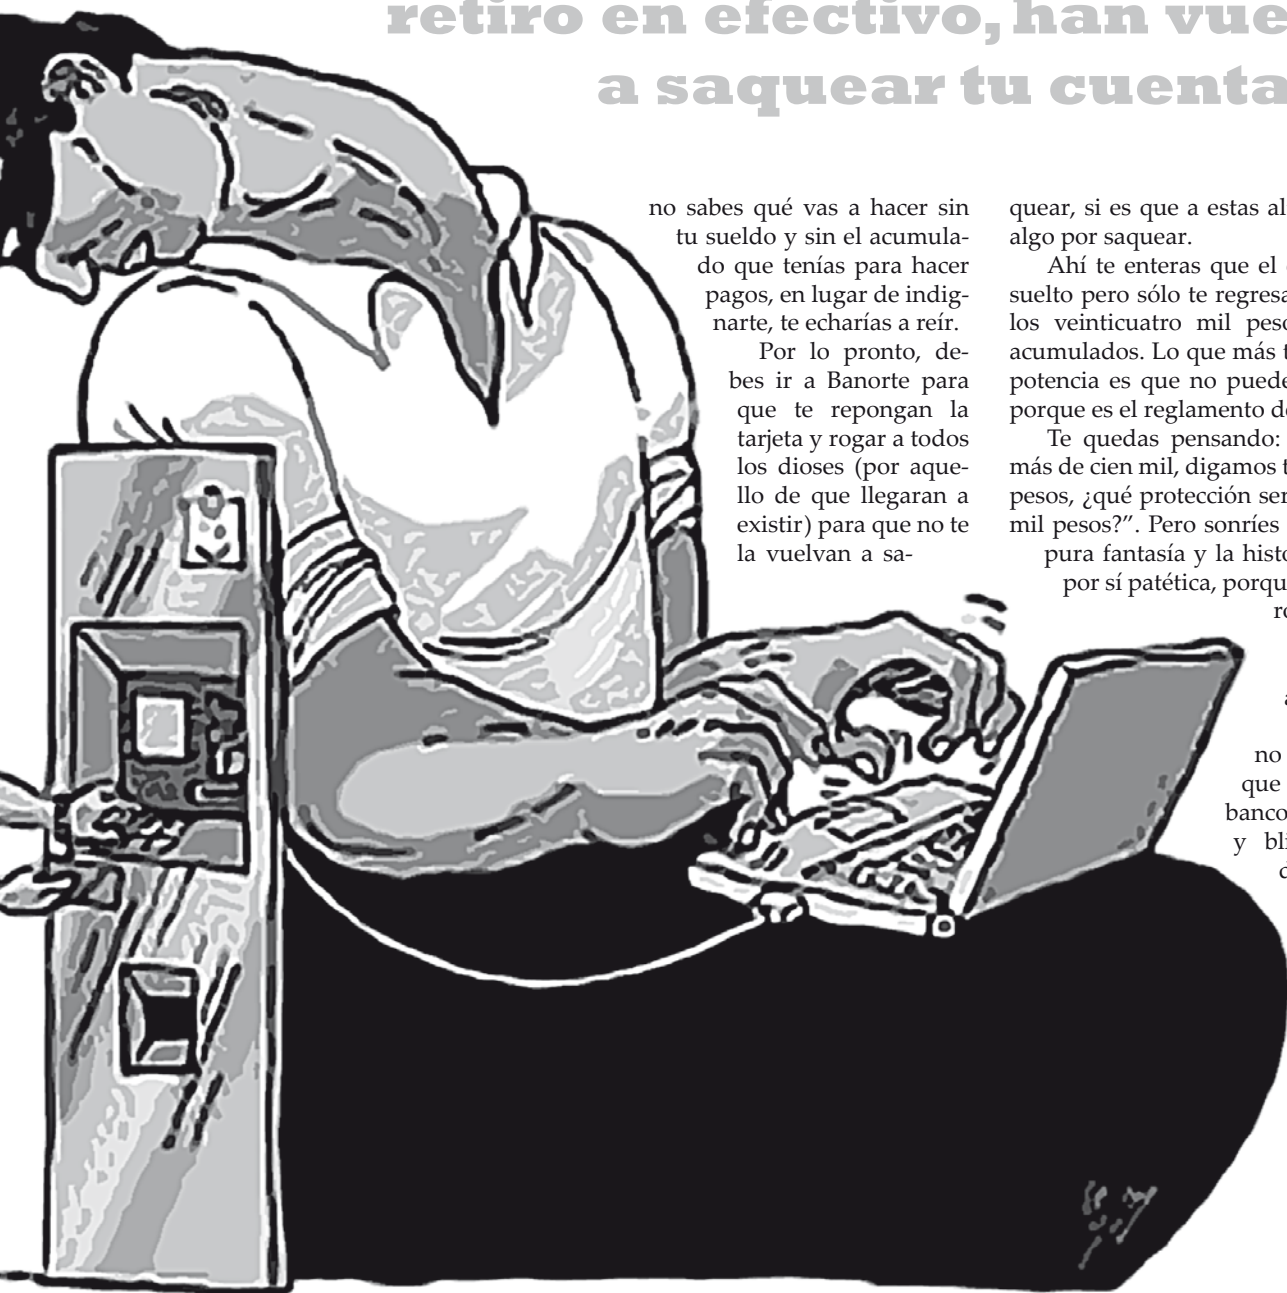 retiro en efectivo, han vue
a saquear tu cuenta
no sabes qué vas a hacer sin
tu sueldo y sin el acumula-
do que tenías para hacer
pagos, en lugar de indig-
narte, te echarías a reír.
Por lo pronto, de-
bes ir a Banorte para
que te repongan la
tarjeta y rogar a todos
los dioses (por aque-
llo de que llegaran a
existir) para que no te
la vuelvan a sa-
quear, si es que a estas al
algo por saquear.
Ahí te enteras que el
suelto pero sólo te regresa
los veinticuatro mil peso
acumulados. Lo que más t
potencia es que no puede
porque es el reglamento d
Te quedas pensando:
más de cien mil, digamos t
pesos, ¿qué protección ser
mil pesos?”. Pero sonríes
pura fantasía y la histo
por sí patética, porqu
ro
a
no
que
banco
y bli
d